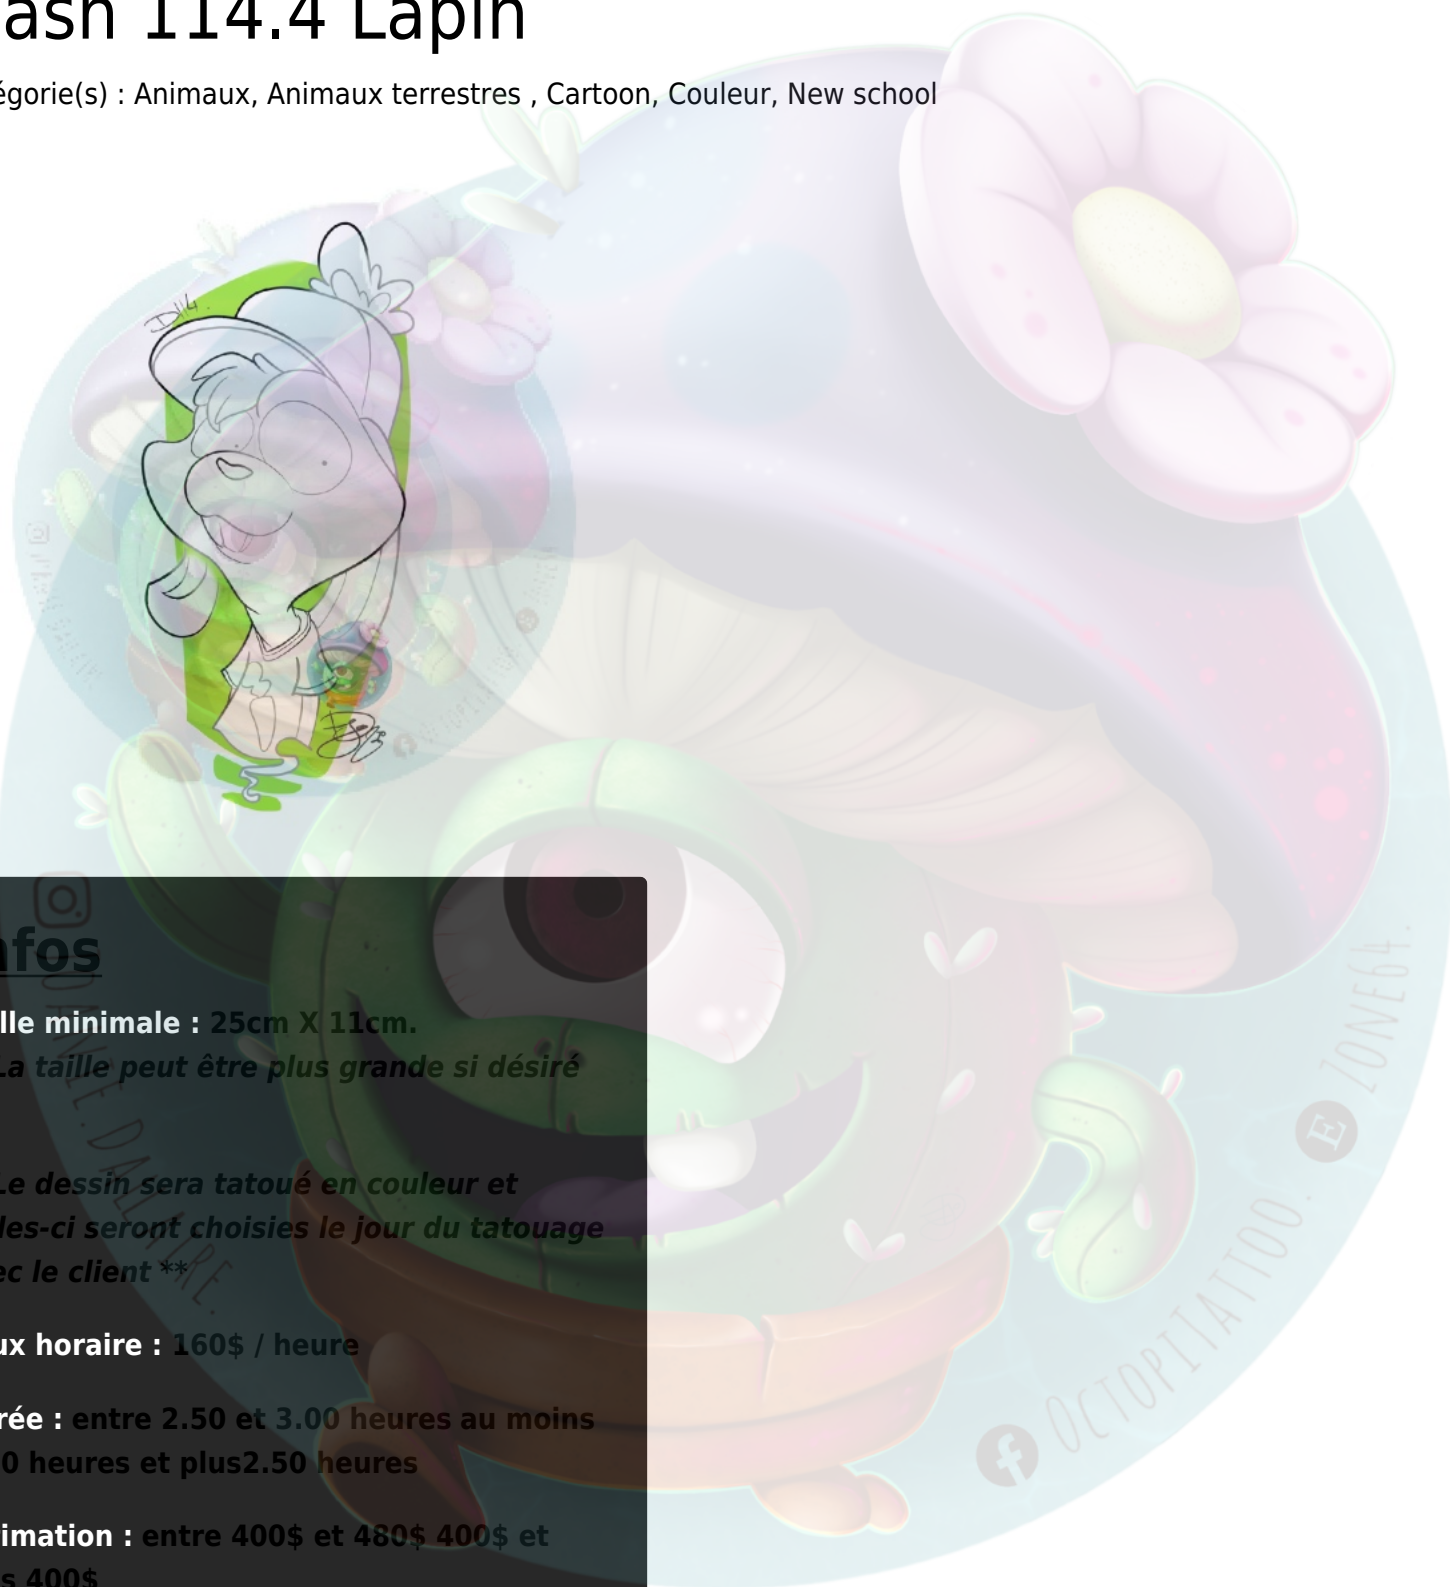 ash 114.4 Lapin
égorie(s) : Animaux, Animaux terrestres , Cartoon, Couleur, New school
D114.
nfos
lle minimale : 25cm X 11cm.
La taille peut être plus grande si désiré
Le dessin sera tatoué en couleur et
les-ci seront choisies le jour du tatouage
ec le client **
ux horaire : 160$ / heure
rée : entre 2.50 et 3.00 heures au moins
0 heures et plus2.50 heures
imation : entre 400$ et 480$ 400$ et
s 400$
DAVZE.DALLAIRE.
OCTOPITATTOO.
ZONE64.